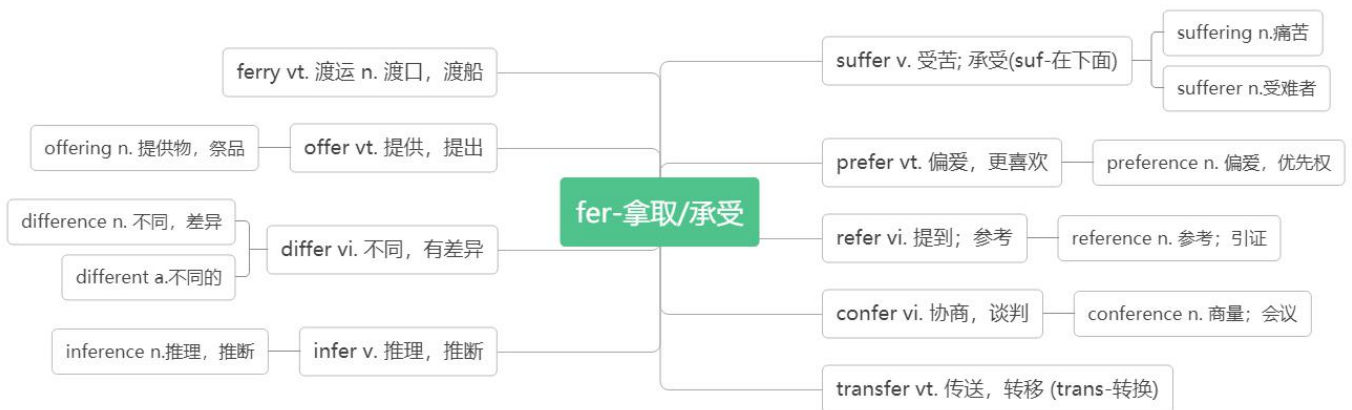 fer-拿取/承受
suffer v. 受苦; 承受(suf-在下面)
suffering n.痛苦
sufferer n.受难者
prefer vt. 偏爱，更喜欢
preference n. 偏爱，优先权
refer vi. 提到；参考
reference n. 参考；引证
confer vi. 协商，谈判
conference n. 商量；会议
transfer vt. 传送，转移 (trans-转换)
ferry vt. 渡运 n. 渡口，渡船
offer vt. 提供，提出
offering n. 提供物，祭品
differ vi. 不同，有差异
difference n. 不同，差异
different a.不同的
infer v. 推理，推断
inference n.推理，推断